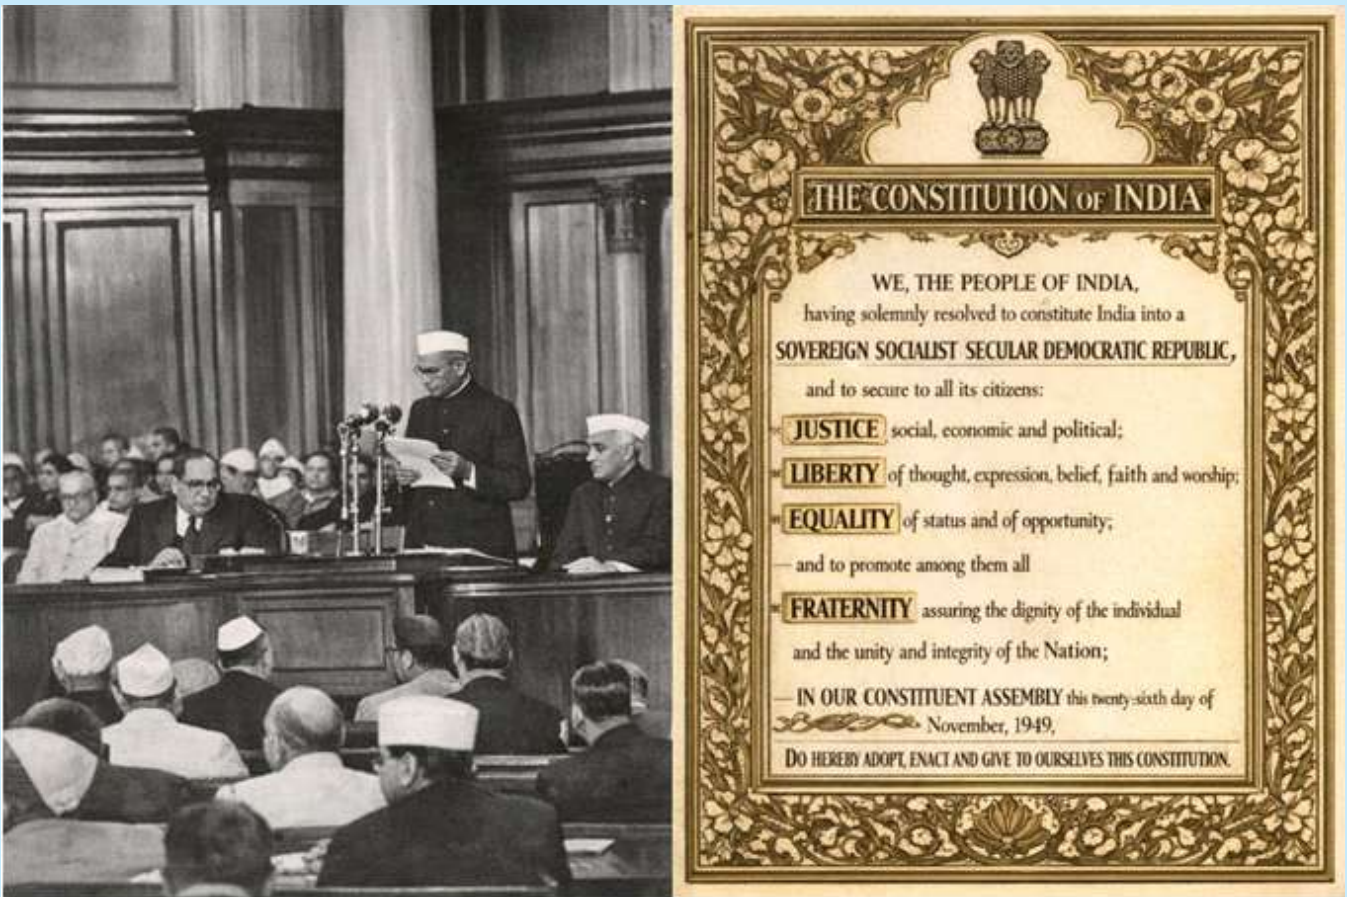 THE CONSTITUTION OF INDIA
WE, THE PEOPLE OF INDIA,
having solemnly resolved to constitute India into a
SOVEREIGN SOCIALIST SECULAR DEMOCRATIC REPUBLIC,
and to secure to all its citizens:
JUSTICE social, economic and political;
LIBERTY of thought, expression, belief, faith and worship;
EQUALITY of status and of opportunity;
and to promote among them all
FRATERNITY assuring the dignity of the individual
and the unity and integrity of the Nation;
IN OUR CONSTITUENT ASSEMBLY this twenty-sixth day of
November, 1949,
DO HEREBY ADOPT, ENACT AND GIVE TO OURSELVES THIS CONSTITUTION.